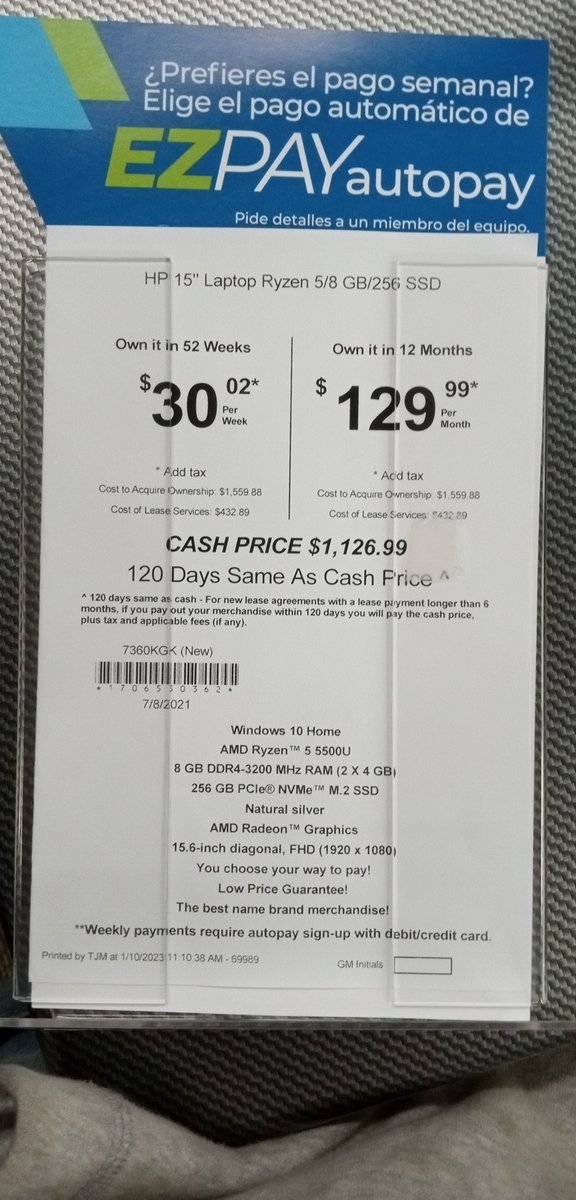 ¿Prefieres el pago semanal?
Elige el pago automático de
EZPAYautopay
Pide detalles a un miembro del equipo.
HP 15" Laptop Ryzen 5/8 GB/256 SSD
Own it in 52 Weeks
$30 02* Per Week
* Add tax
Cost to Acquire Ownership: $1,559.88
Cost of Lease Services: $432.89
Own it in 12 Months
$129 99* Per Month
* Add tax
Cost to Acquire Ownership: $1,559.88
Cost of Lease Services: $432.89
CASH PRICE $1,126.99
120 Days Same As Cash Price ^
^ 120 days same as cash - For new lease agreements with a lease payment longer than 6
months, if you pay out your merchandise within 120 days you will pay the cash price,
plus tax and applicable fees (if any).
7360KGK (New)
*1706550362*
7/8/2021
Windows 10 Home
AMD Ryzen™ 5 5500U
8 GB DDR4-3200 MHz RAM (2 X 4 GB)
256 GB PCIe® NVMe™ M.2 SSD
Natural silver
AMD Radeon™ Graphics
15.6-inch diagonal, FHD (1920 x 1080)
You choose your way to pay!
Low Price Guarantee!
The best name brand merchandise!
**Weekly payments require autopay sign-up with debit/credit card.
Printed by TJM at 1/10/2023 11:10:38 AM - 69989
GM Initials